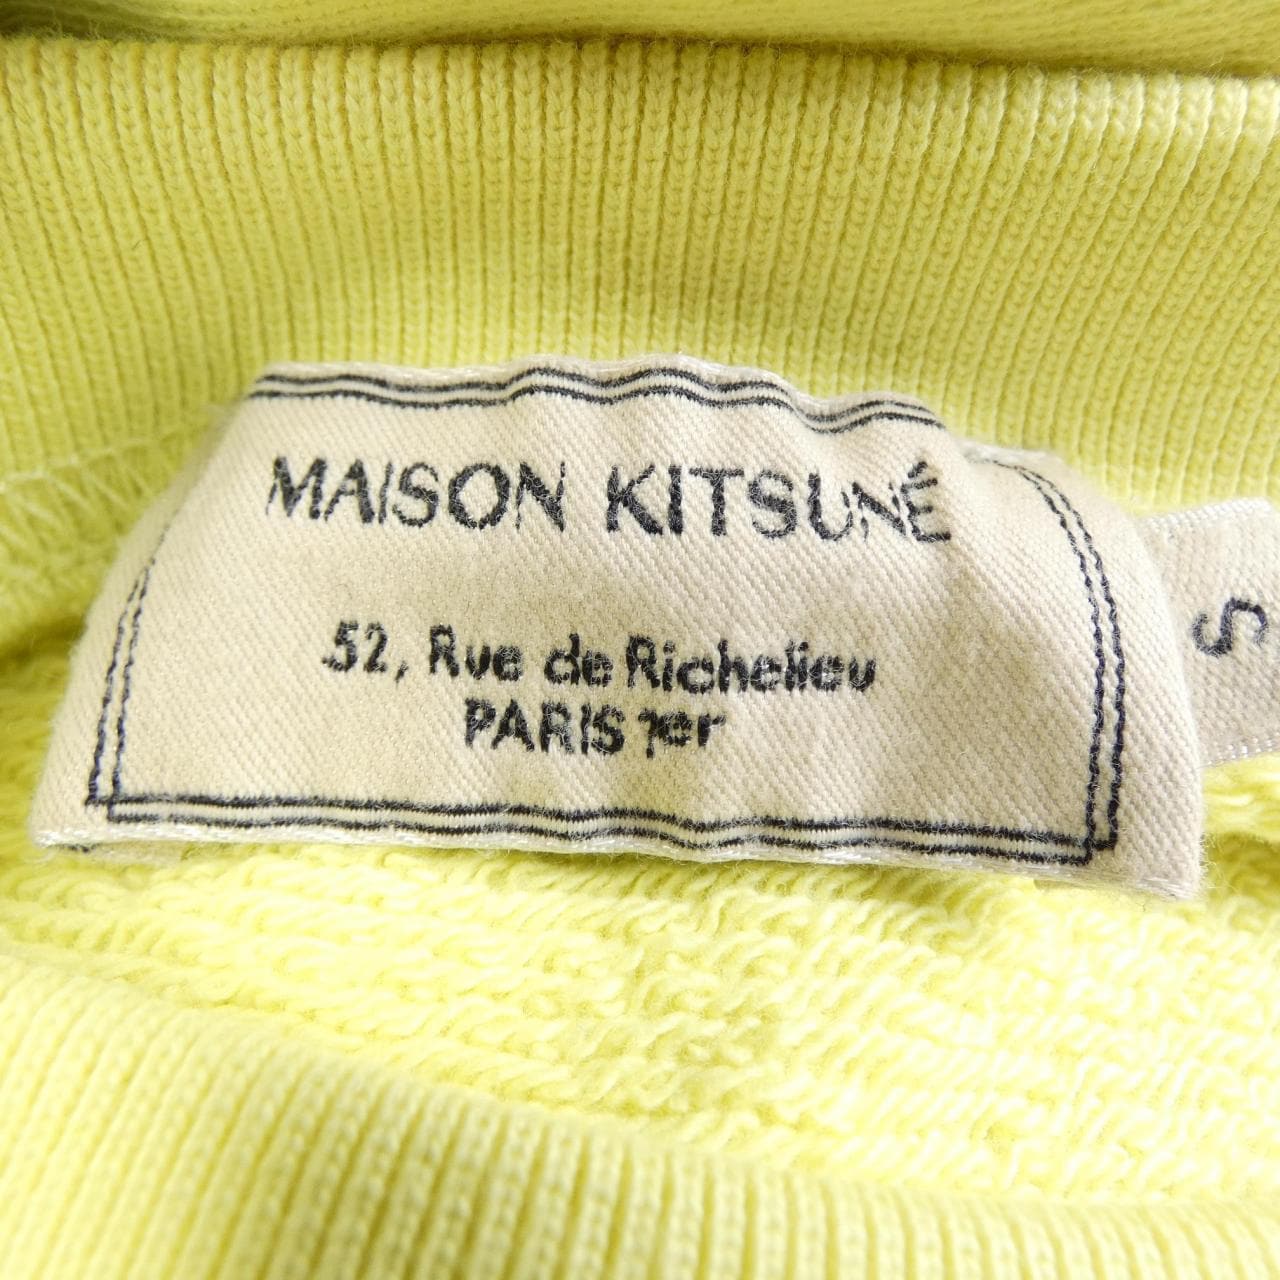 MAISON KITSUNÉ
52, Rue de Richelieu
PARIS 1er
S